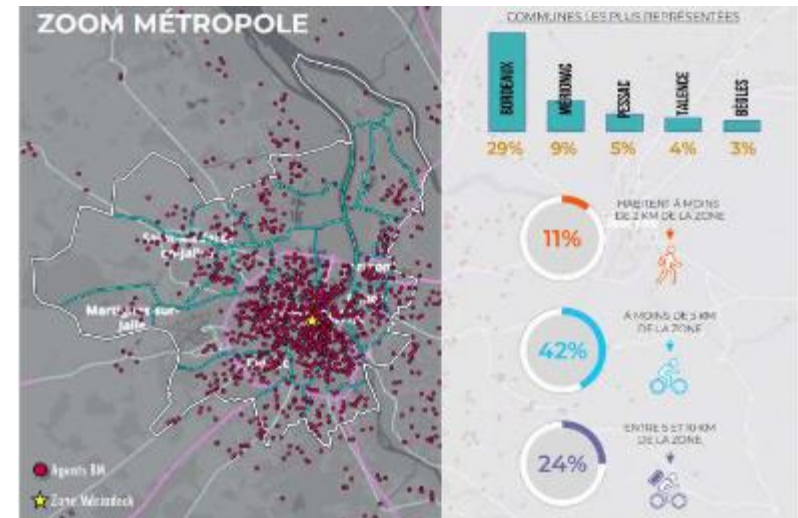 ZOOM MÉTROPOLE
COMMUNES LES PLUS REPRÉSENTÉES
BORDEAUX
MÉRIGNAC
PESSAC
TALENCE
BÈGLES
29%
9%
5%
4%
3%
HABITENT À MOINS
DE 2 KM DE LA ZONE
11%
À MOINS DE 5 KM
DE LA ZONE
42%
ENTRE 5 ET 10 KM
DE LA ZONE
24%
Agents BM
Zone